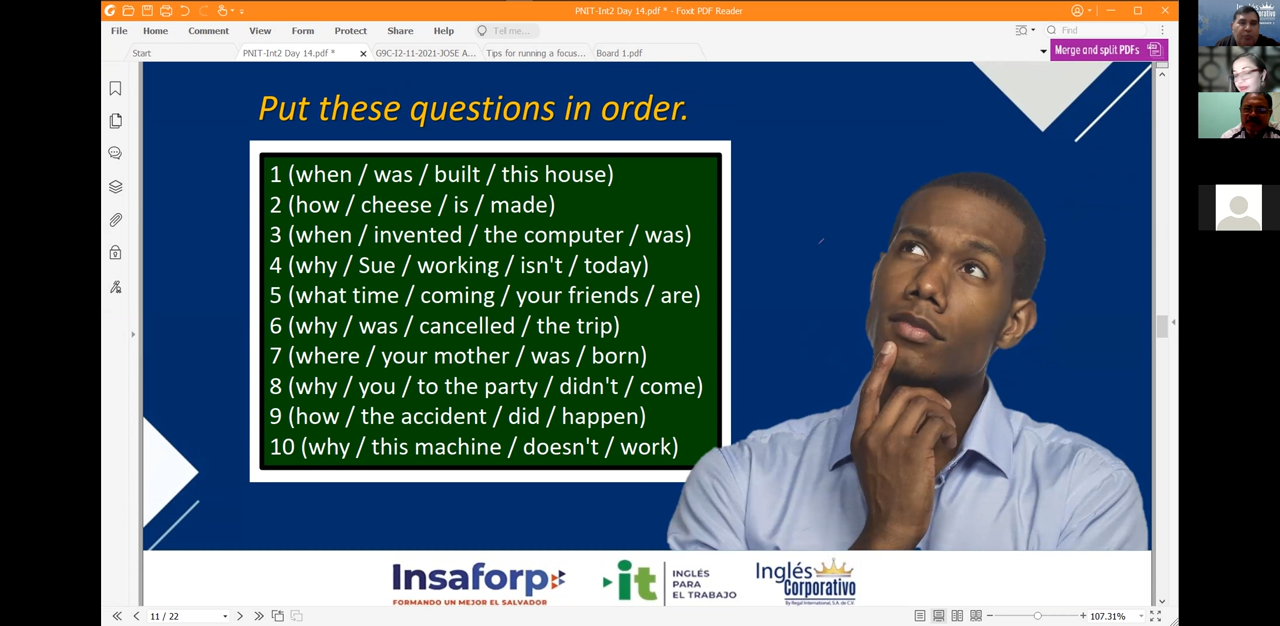 PNIT-Int2 Day 14.pdf * - Foxit PDF Reader
File Home Comment View Form Protect Share Help Tell me... Find
Start PNIT-Int2 Day 14.pdf * G9C-I2-11-2021-JOSE A... Tips for running a focus... Board 1.pdf
Merge and split PDFs
Put these questions in order.
1 (when / was / built / this house)
2 (how / cheese / is / made)
3 (when / invented / the computer / was)
4 (why / Sue / working / isn't / today)
5 (what time / coming / your friends / are)
6 (why / was / cancelled / the trip)
7 (where / your mother / was / born)
8 (why / you / to the party / didn't / come)
9 (how / the accident / did / happen)
10 (why / this machine / doesn't / work)
Insaforp
FORMANDO UN MEJOR EL SALVADOR
it
INGLÉS
PARA
EL TRABAJO
Inglés
Corporativo
By Regal International, S.A. de C.V.
11 / 22
107.31%